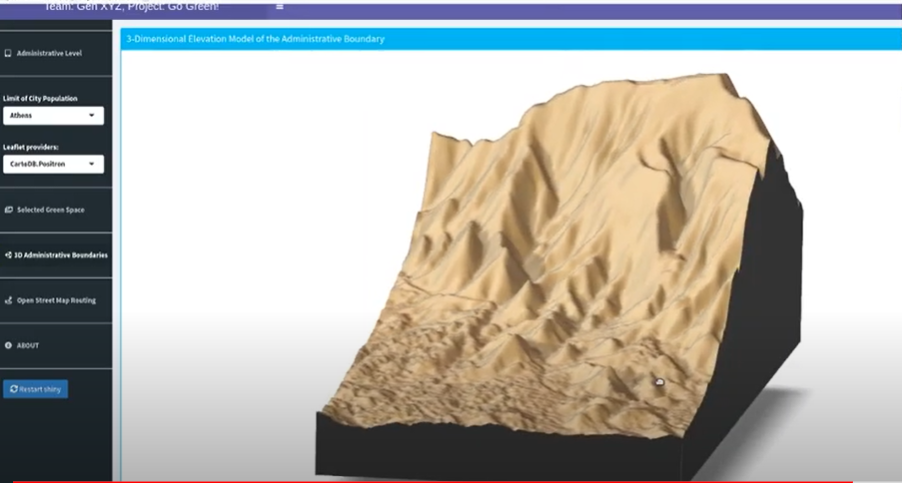 Team: Gen XYZ, Project: Go Green!
3-Dimensional Elevation Model of the Administrative Boundary
Administrative Level
Limit of City Population
Athens
Leaflet providers:
CartoDB.Positron
Selected Green Space
3D Administrative Boundaries
Open Street Map Routing
ABOUT
Restart shiny